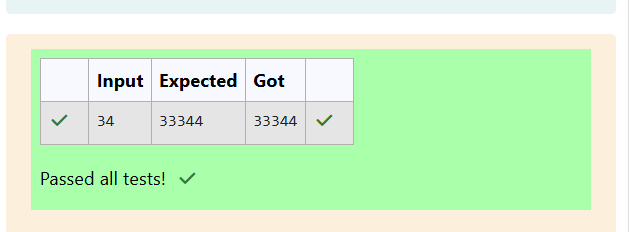 Input Expected Got
34 33344 33344
Passed all tests!